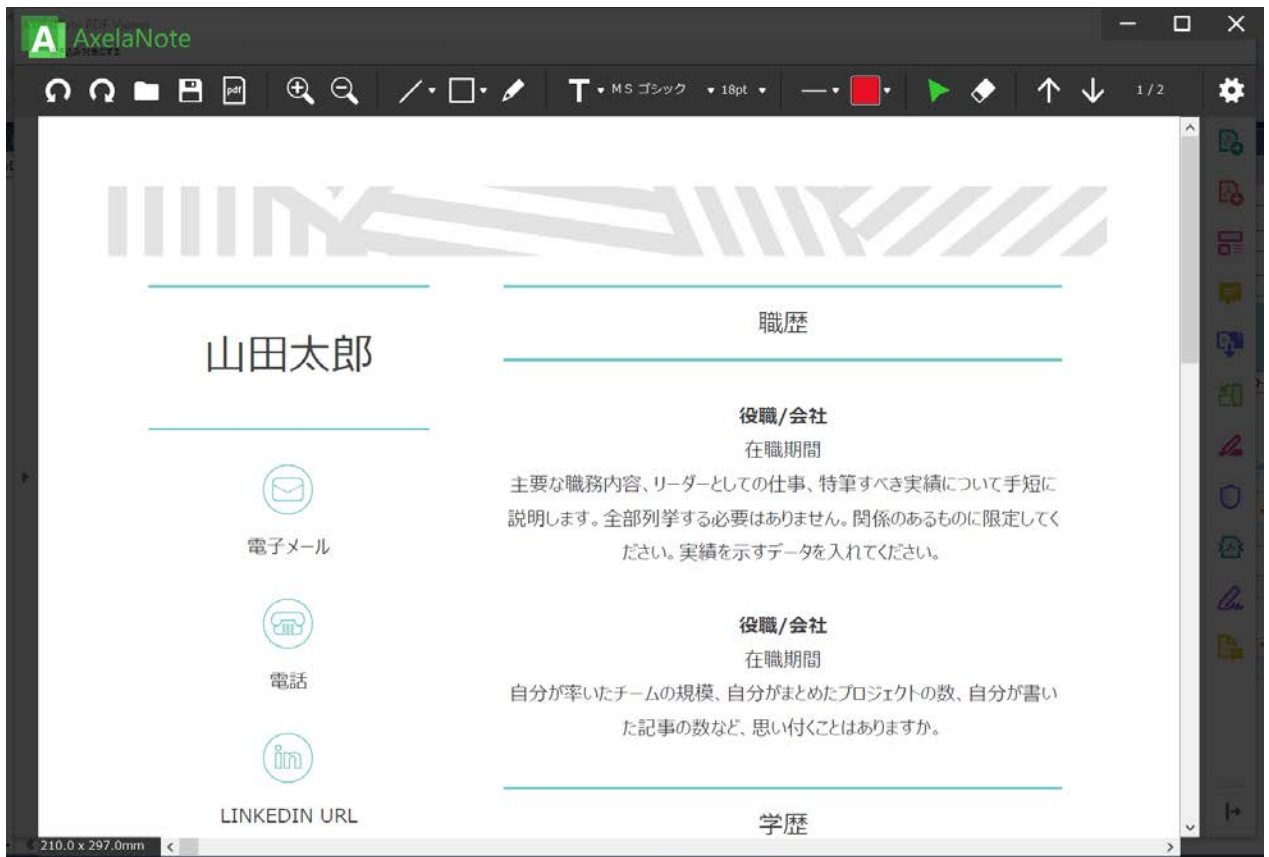 AxelaNote
pdf
T
MS ゴシック
18pt
1 / 2
山田太郎
電子メール
電話
in
LINKEDIN URL
職歴
役職/会社
在職期間
主要な職務内容、リーダーとしての仕事、特筆すべき実績について手短に
説明します。全部列挙する必要はありません。関係のあるものに限定してく
ださい。実績を示すデータを入れてください。
役職/会社
在職期間
自分が率いたチームの規模、自分がまとめたプロジェクトの数、自分が書い
た記事の数など、思い付くことはありますか。
学歴
210.0 x 297.0mm